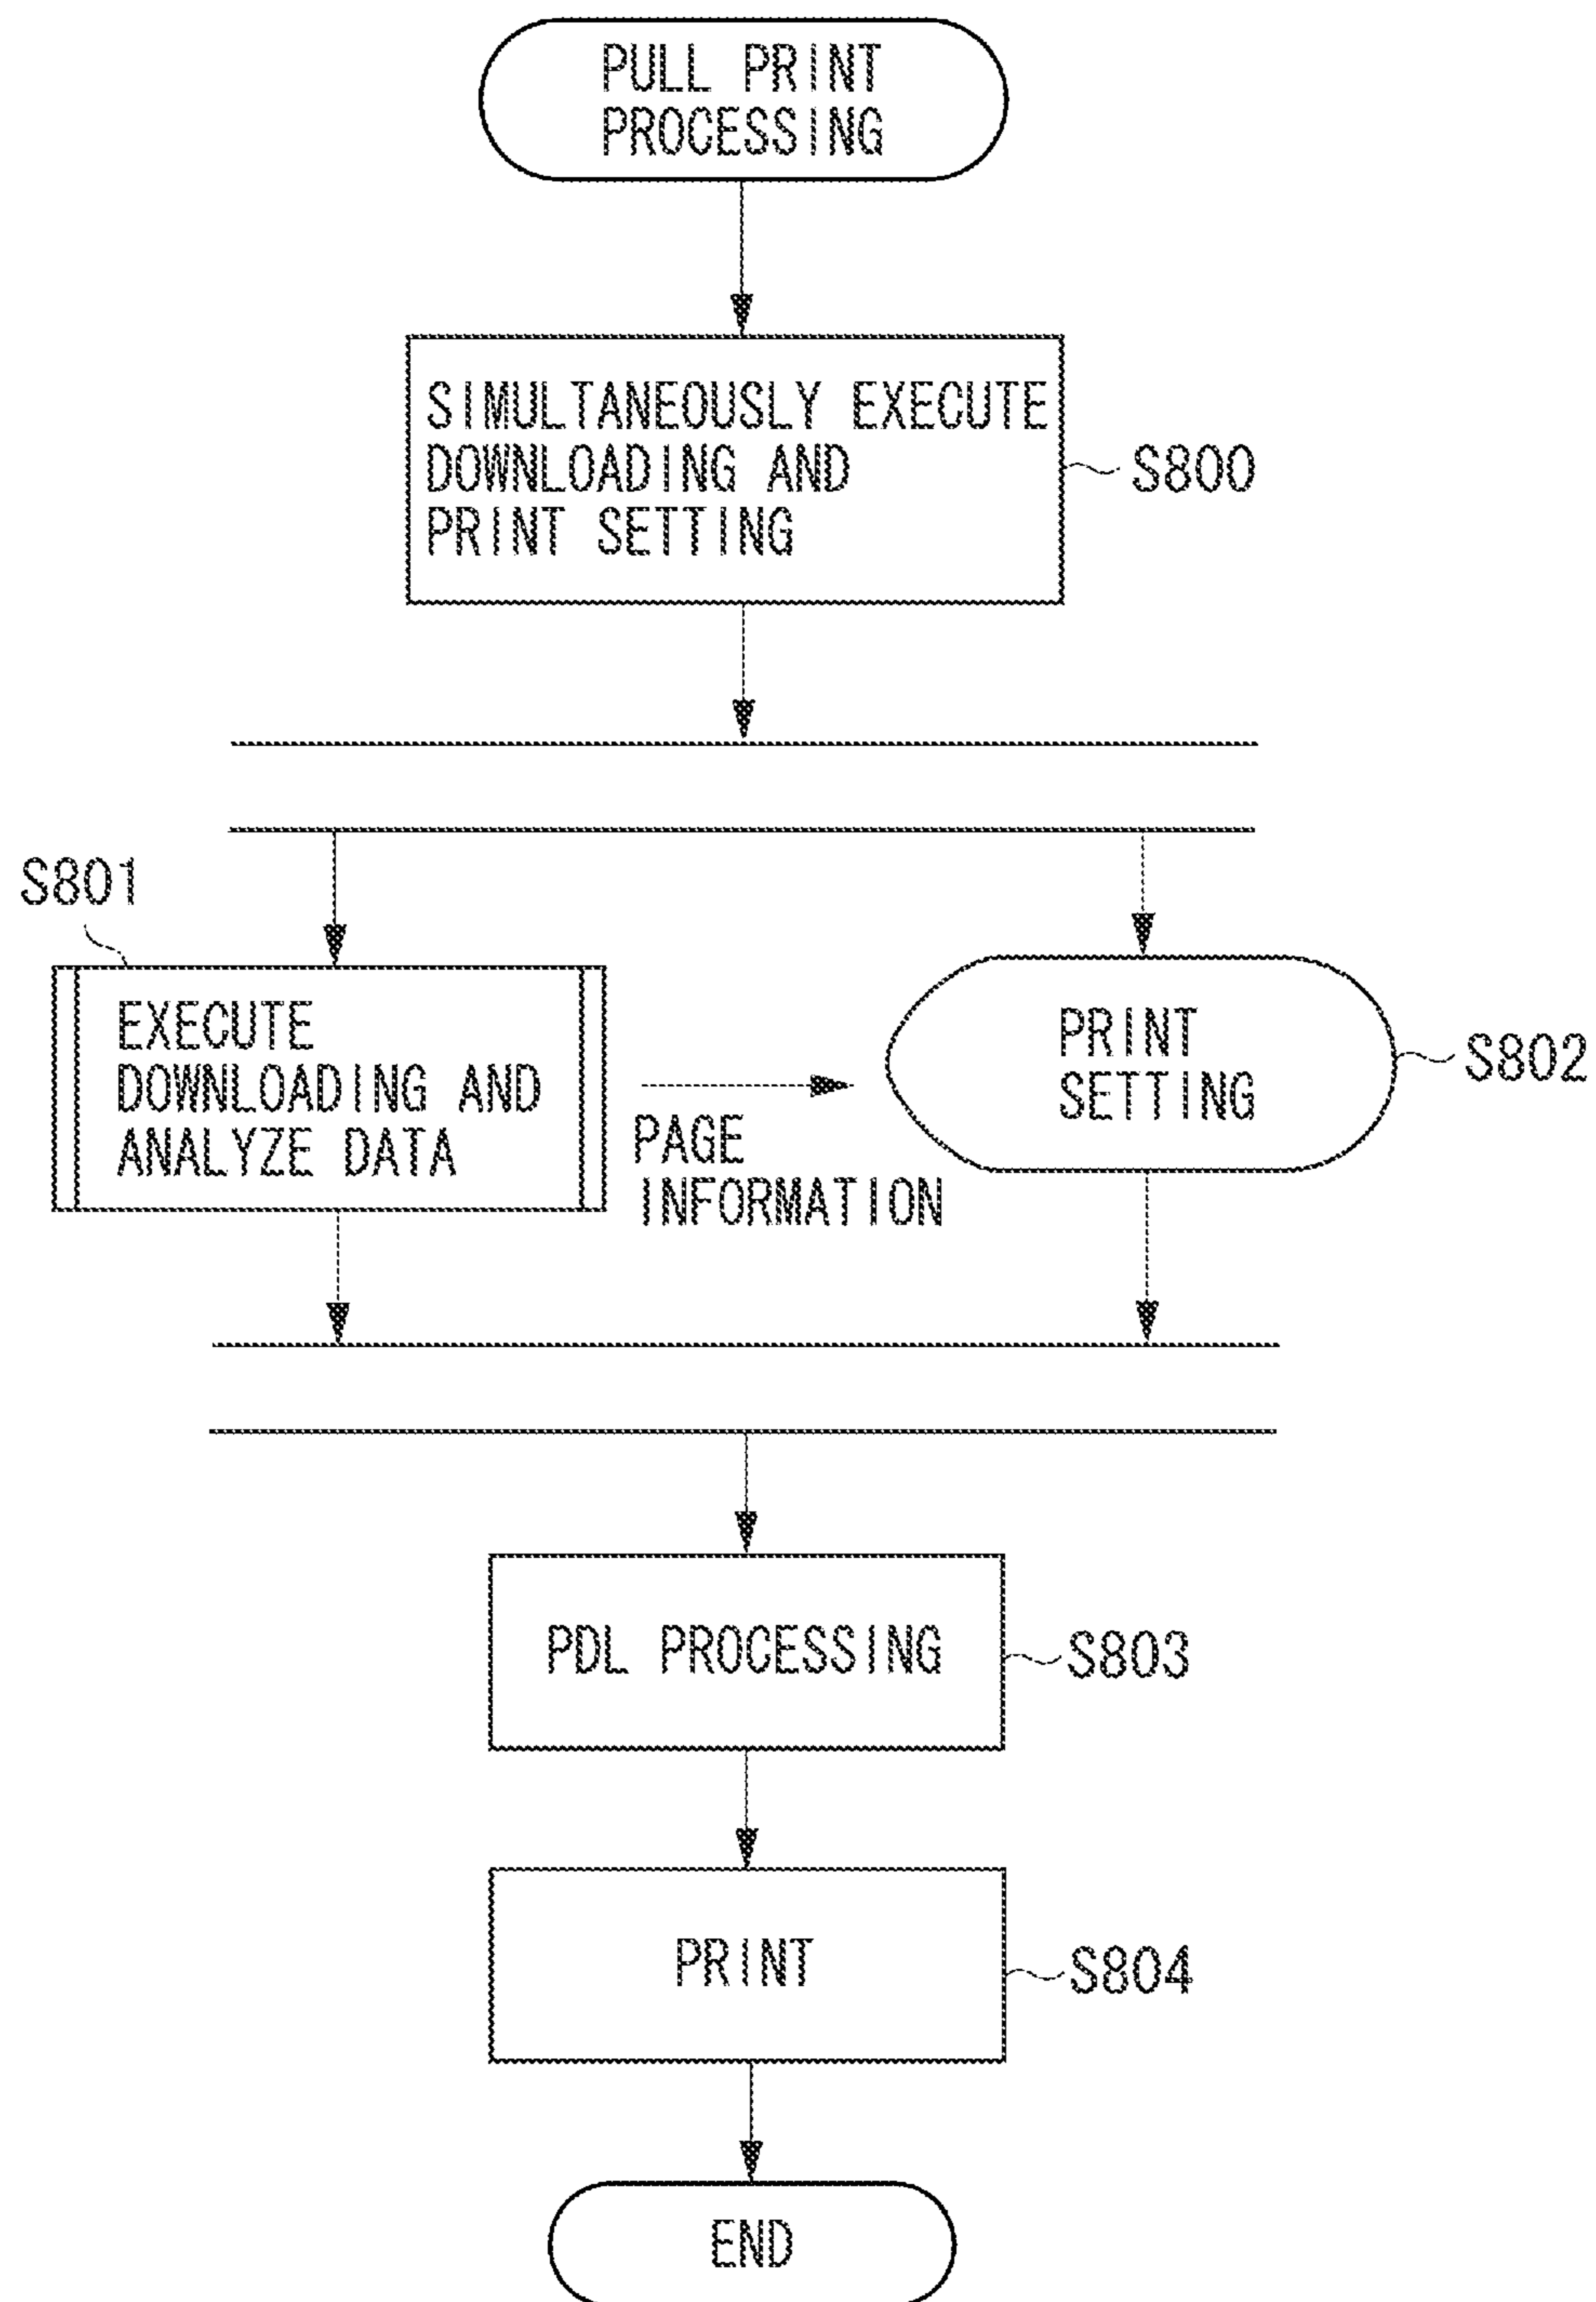 PULL PRINT
PROCESSING
SIMULTANEOUSLY EXECUTE
DOWNLOADING AND
PRINT SETTING
S800
S801
EXECUTE
DOWNLOADING AND
ANALYZE DATA
PAGE
INFORMATION
PRINT
SETTING
S802
PDL PROCESSING
S803
PRINT
S804
END